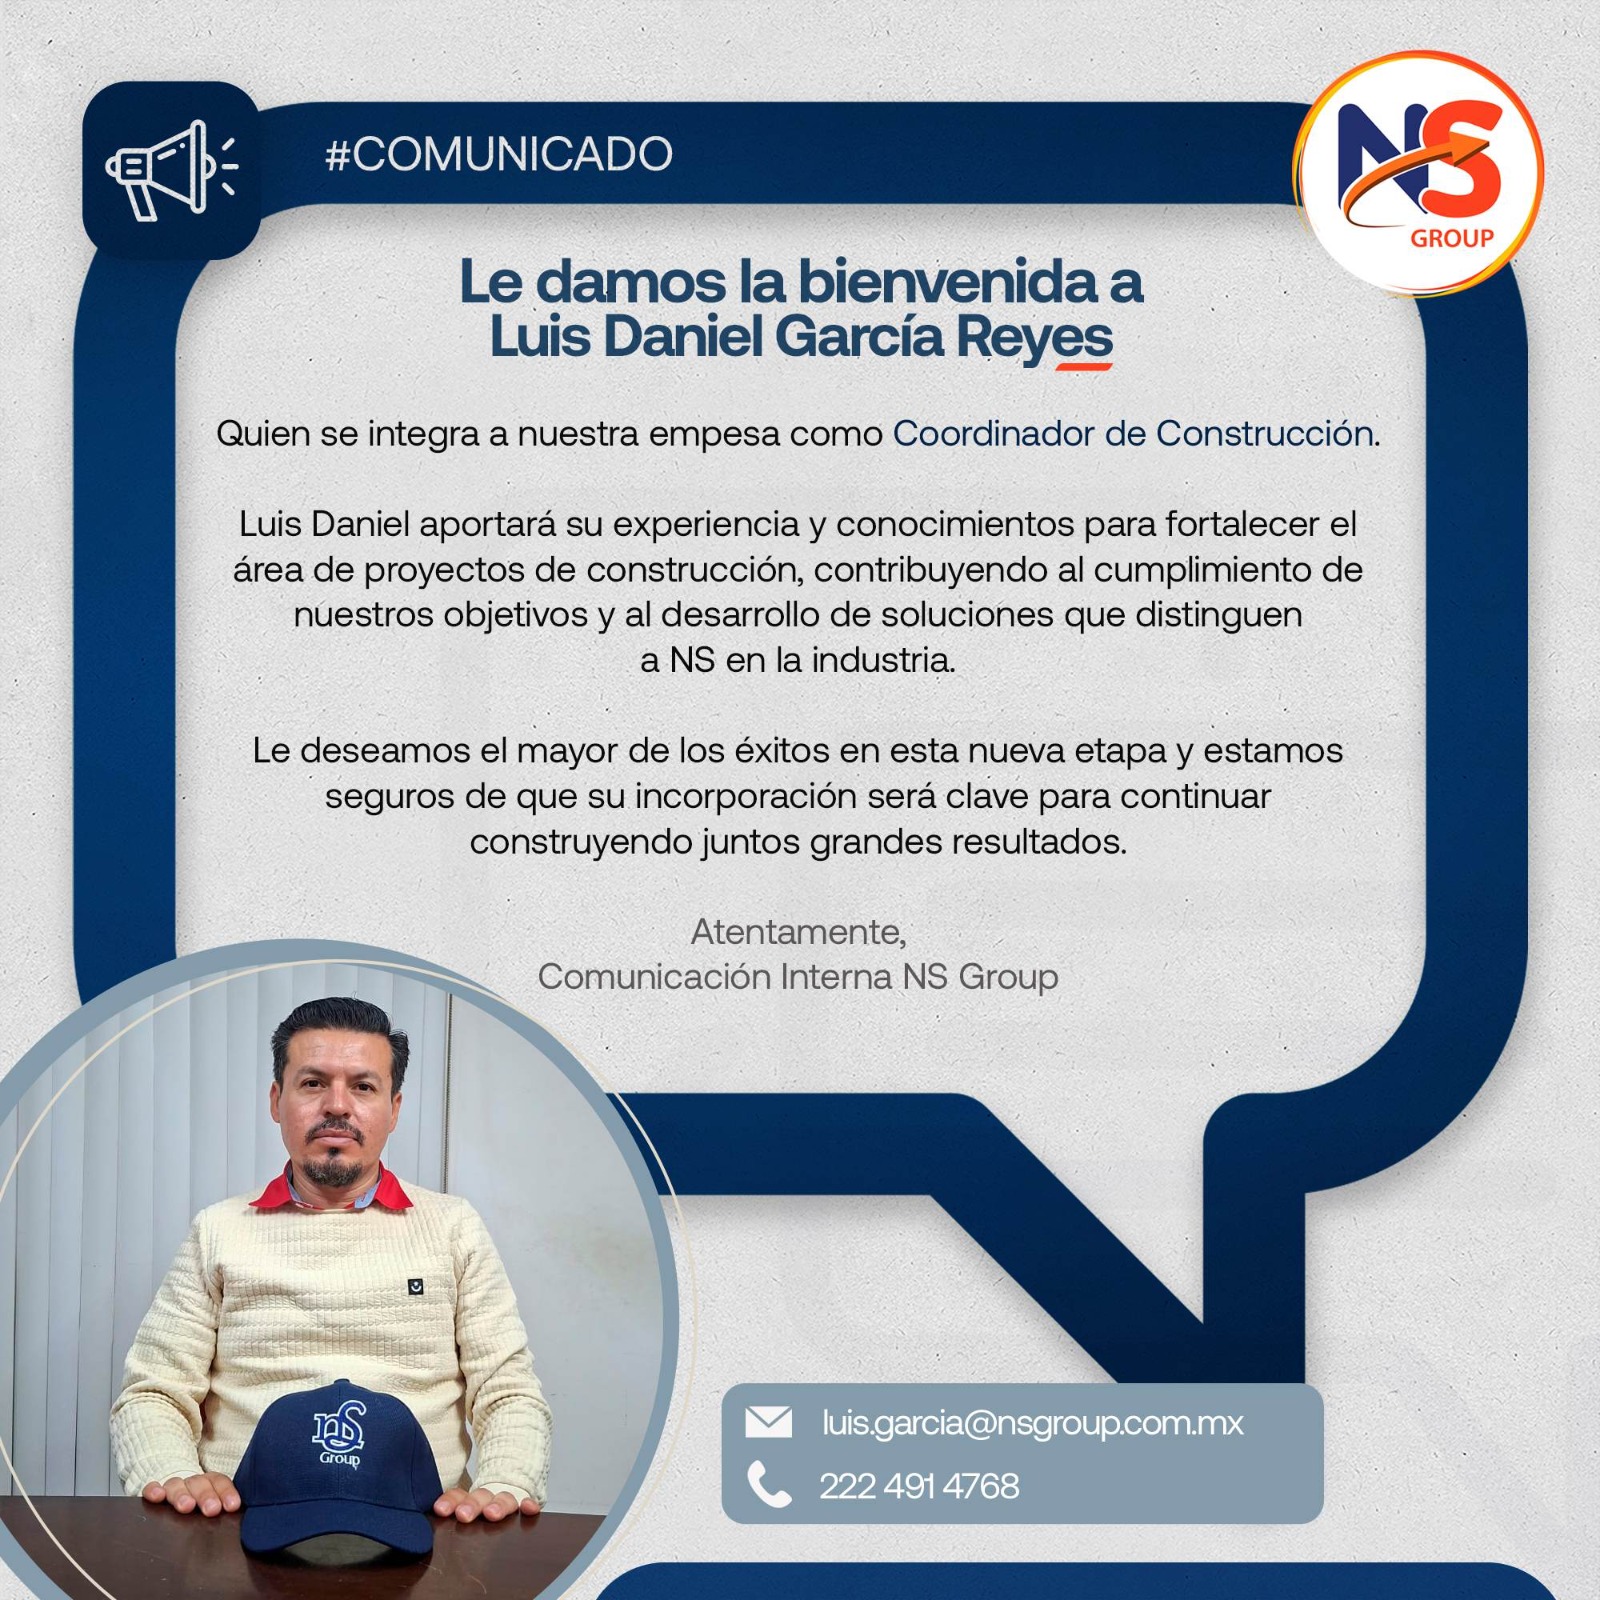 #COMUNICADO
NS
GROUP
Le damos la bienvenida a
Luis Daniel García Reyes
Quien se integra a nuestra empesa como Coordinador de Construcción.
Luis Daniel aportará su experiencia y conocimientos para fortalecer el
área de proyectos de construcción, contribuyendo al cumplimiento de
nuestros objetivos y al desarrollo de soluciones que distinguen
a NS en la industria.
Le deseamos el mayor de los éxitos en esta nueva etapa y estamos
seguros de que su incorporación será clave para continuar
construyendo juntos grandes resultados.
Atentamente,
Comunicación Interna NS Group
nS
Group
luis.garcia@nsgroup.com.mx
222 491 4768